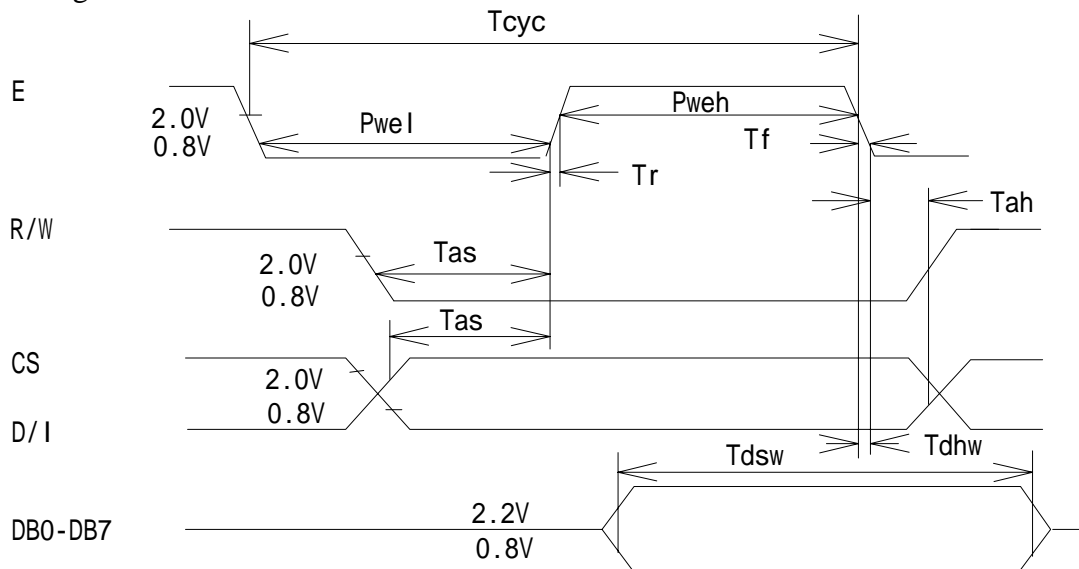 Tcyc
E
2.0V
Pwel
Pweh
0.8V
Tf
Tr
Tah
R/W
Tas
2.0V
0.8V
Tas
CS
2.0V
0.8V
D/I
Tdsw
Tdhw
2.2V
DB0-DB7
0.8V